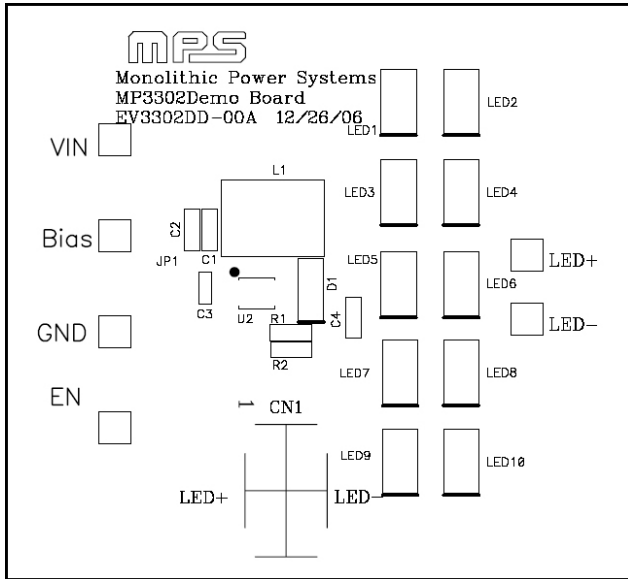 MPS
Monolithic Power Systems
MP3302Demo Board
EV3302DD-00A 12/26/06
LED1
LED2
VIN
L1
LED3
LED4
Bias
C2
C1
JP1
LED5
LED6
LED+
D1
C3
U2
R1
C4
LED-
GND
R2
LED7
LED8
EN
1
CN1
LED9
LED10
LED+
LED-